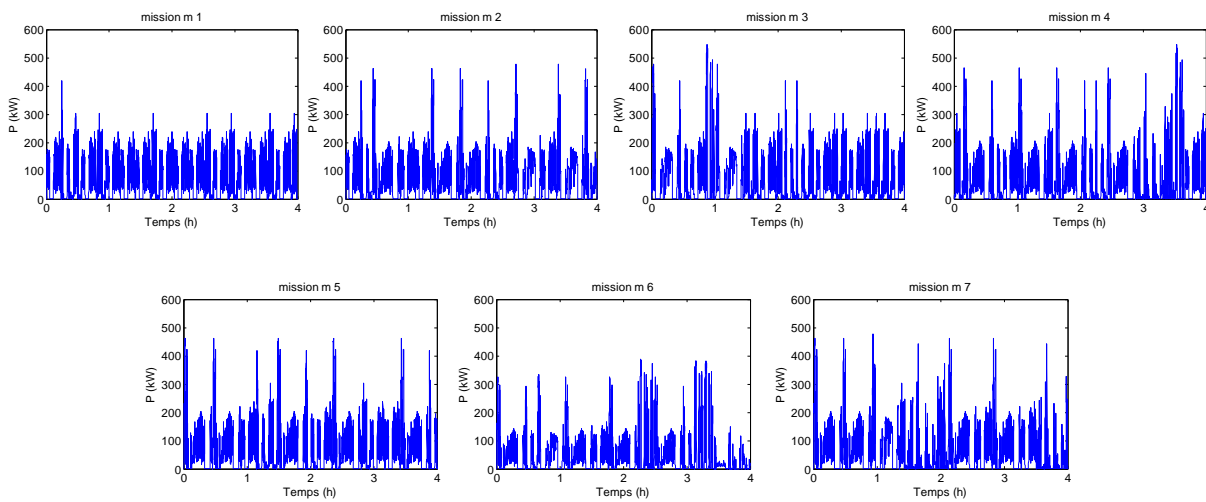 mission m 1
mission m 2
mission m 3
mission m 4
600
500
400
300
200
100
0
P (kW)
0 1 2 3 4
Temps (h)
600
500
400
300
200
100
0
P (kW)
0 1 2 3 4
Temps (h)
600
500
400
300
200
100
0
P (kW)
0 1 2 3 4
Temps (h)
600
500
400
300
200
100
0
P (kW)
0 1 2 3 4
Temps (h)
mission m 5
mission m 6
mission m 7
600
500
400
300
200
100
0
P (kW)
0 1 2 3 4
Temps (h)
600
500
400
300
200
100
0
P (kW)
0 1 2 3 4
Temps (h)
600
500
400
300
200
100
0
P (kW)
0 1 2 3 4
Temps (h)